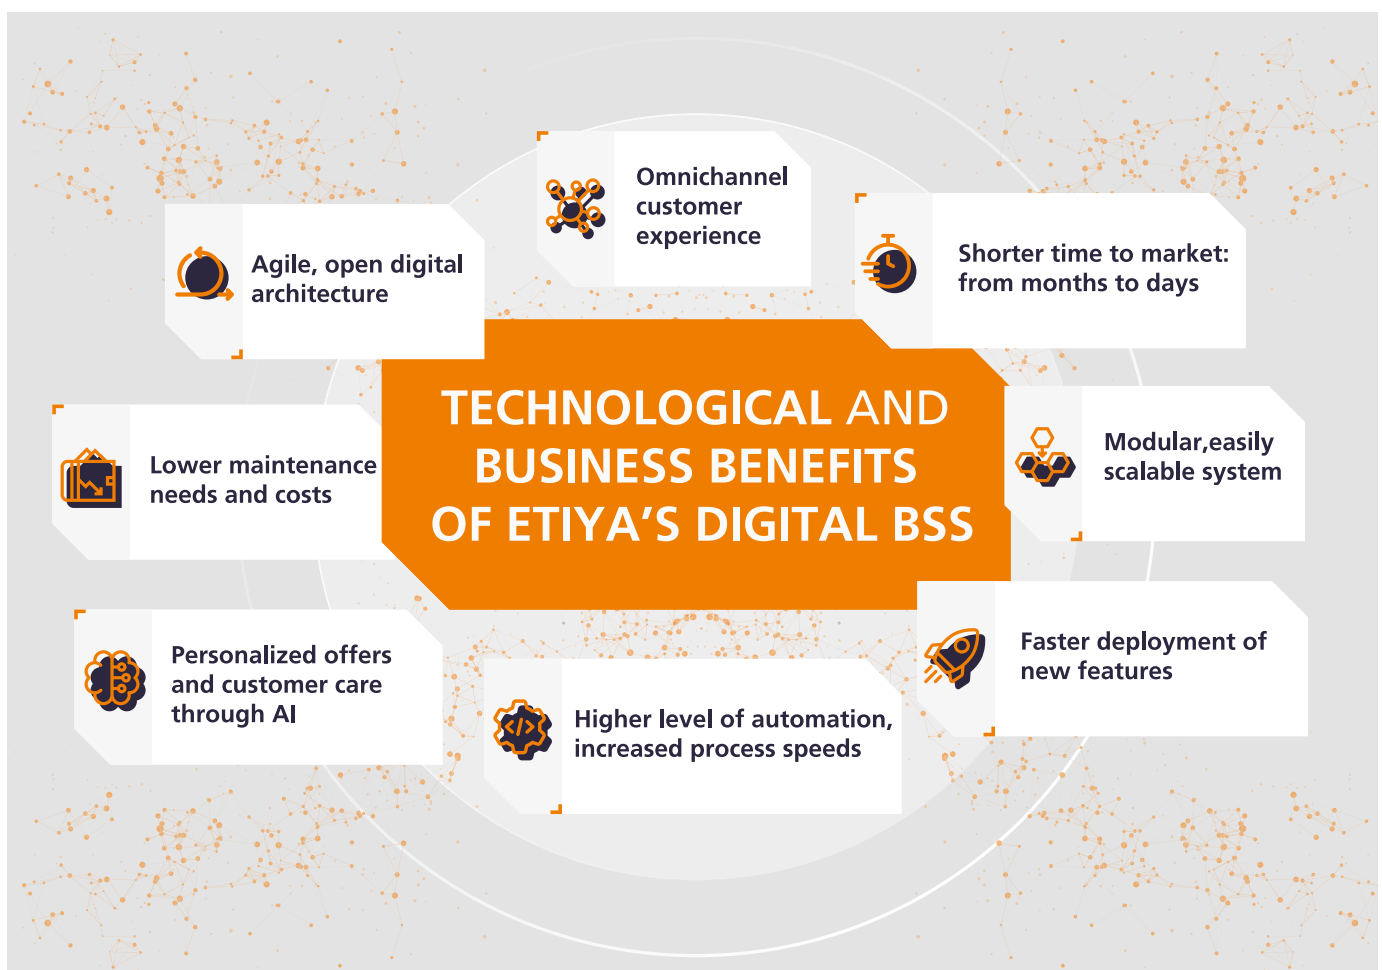 Omnichannel
customer
experience
Agile, open digital
architecture
Shorter time to market:
from months to days
TECHNOLOGICAL AND
BUSINESS BENEFITS
OF ETIYA’S DIGITAL BSS
Lower maintenance
needs and costs
Modular,easily
scalable system
Personalized offers
and customer care
through AI
Higher level of automation,
increased process speeds
Faster deployment of
new features